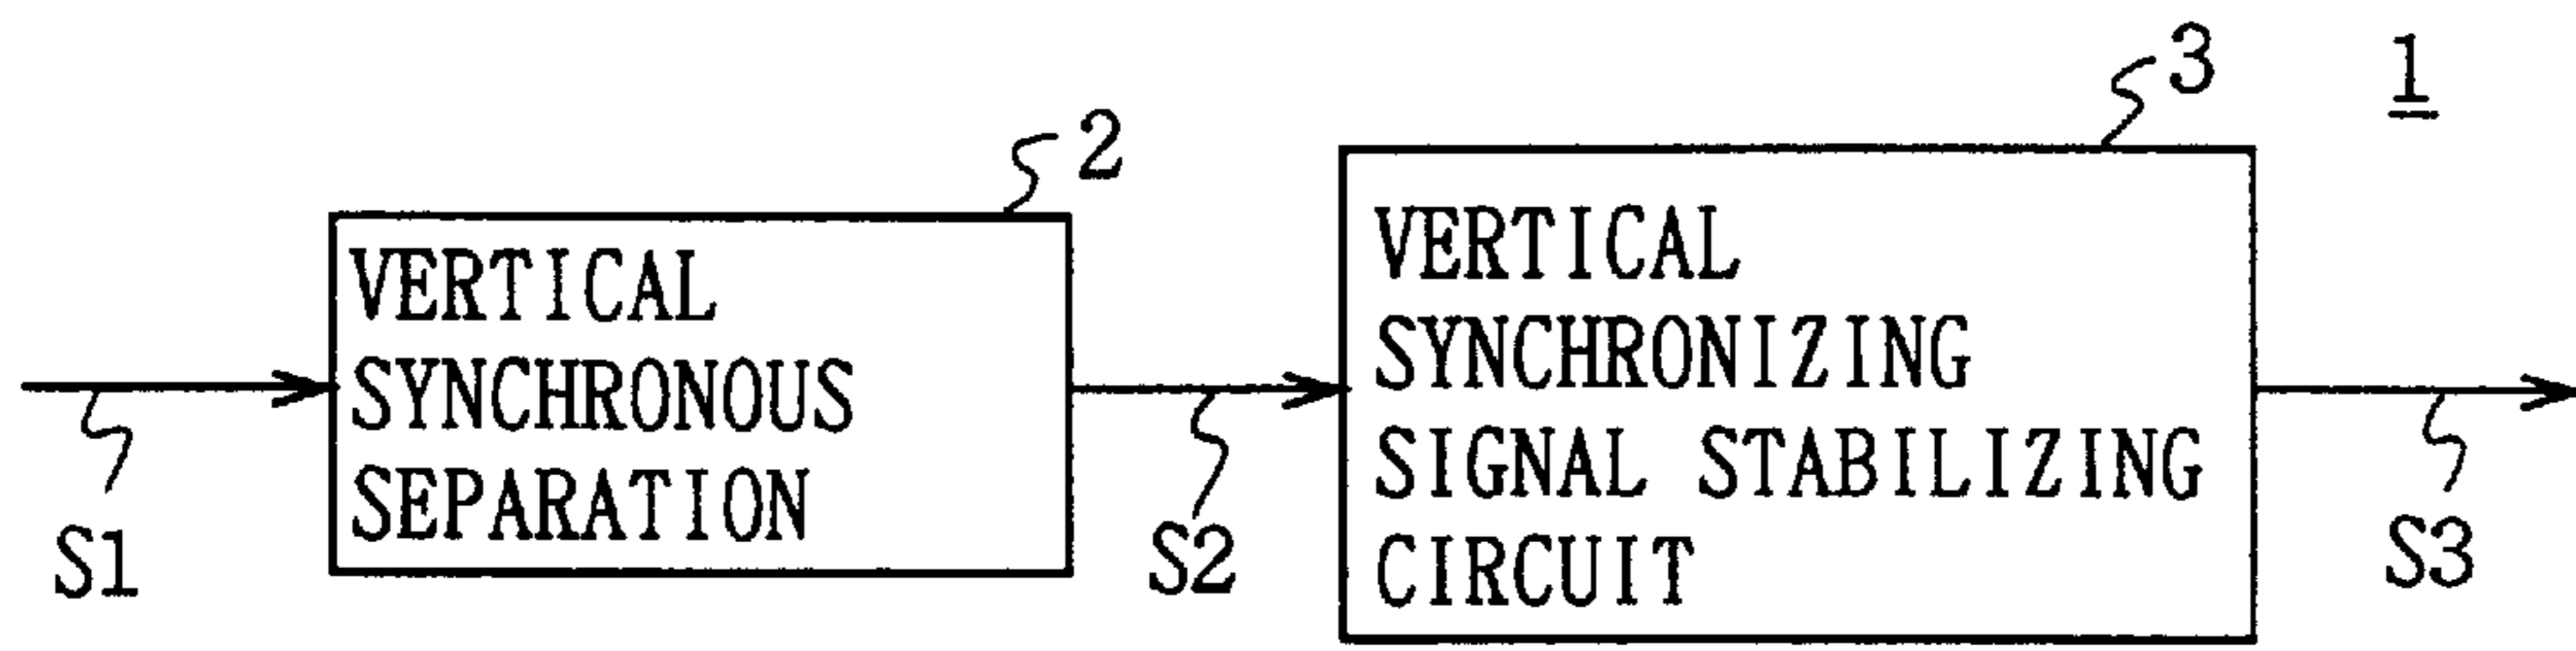 1
2
3
VERTICAL
SYNCHRONOUS
SEPARATION
VERTICAL
SYNCHRONIZING
SIGNAL STABILIZING
CIRCUIT
S1
S2
S3